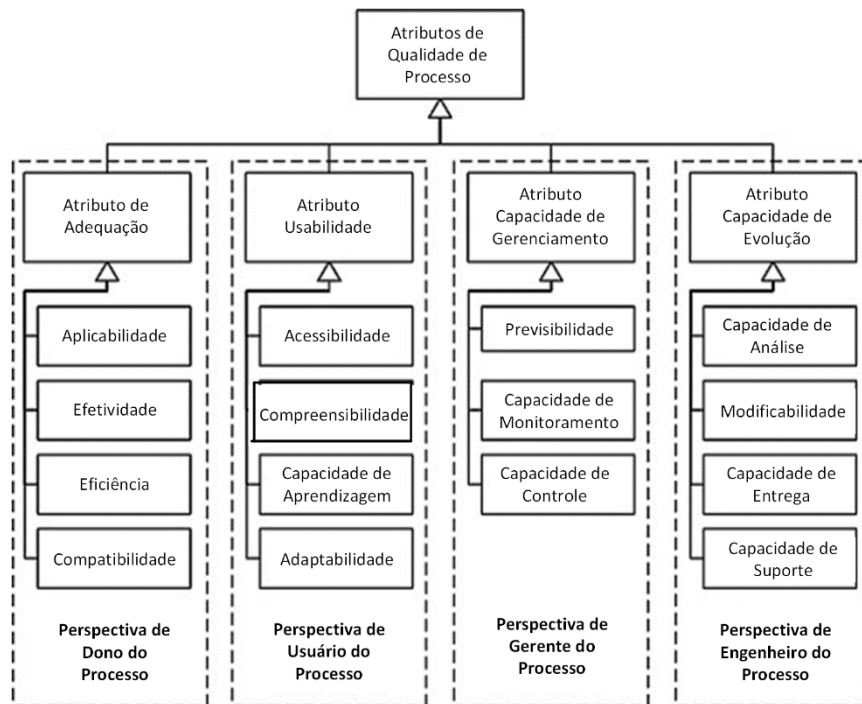 Atributos de
Qualidade de
Processo
Atributo de
Adequação
Aplicabilidade
Efetividade
Eficiência
Compatibilidade
Perspectiva de
Dono do
Processo
Atributo
Usabilidade
Acessibilidade
Compreensibilidade
Capacidade de
Aprendizagem
Adaptabilidade
Perspectiva de
Usuário do
Processo
Atributo
Capacidade de
Gerenciamento
Previsibilidade
Capacidade de
Monitoramento
Capacidade de
Controle
Perspectiva de
Gerente do
Processo
Atributo
Capacidade de
Evolução
Capacidade de
Análise
Modificabilidade
Capacidade de
Entrega
Capacidade de
Suporte
Perspectiva de
Engenheiro do
Processo